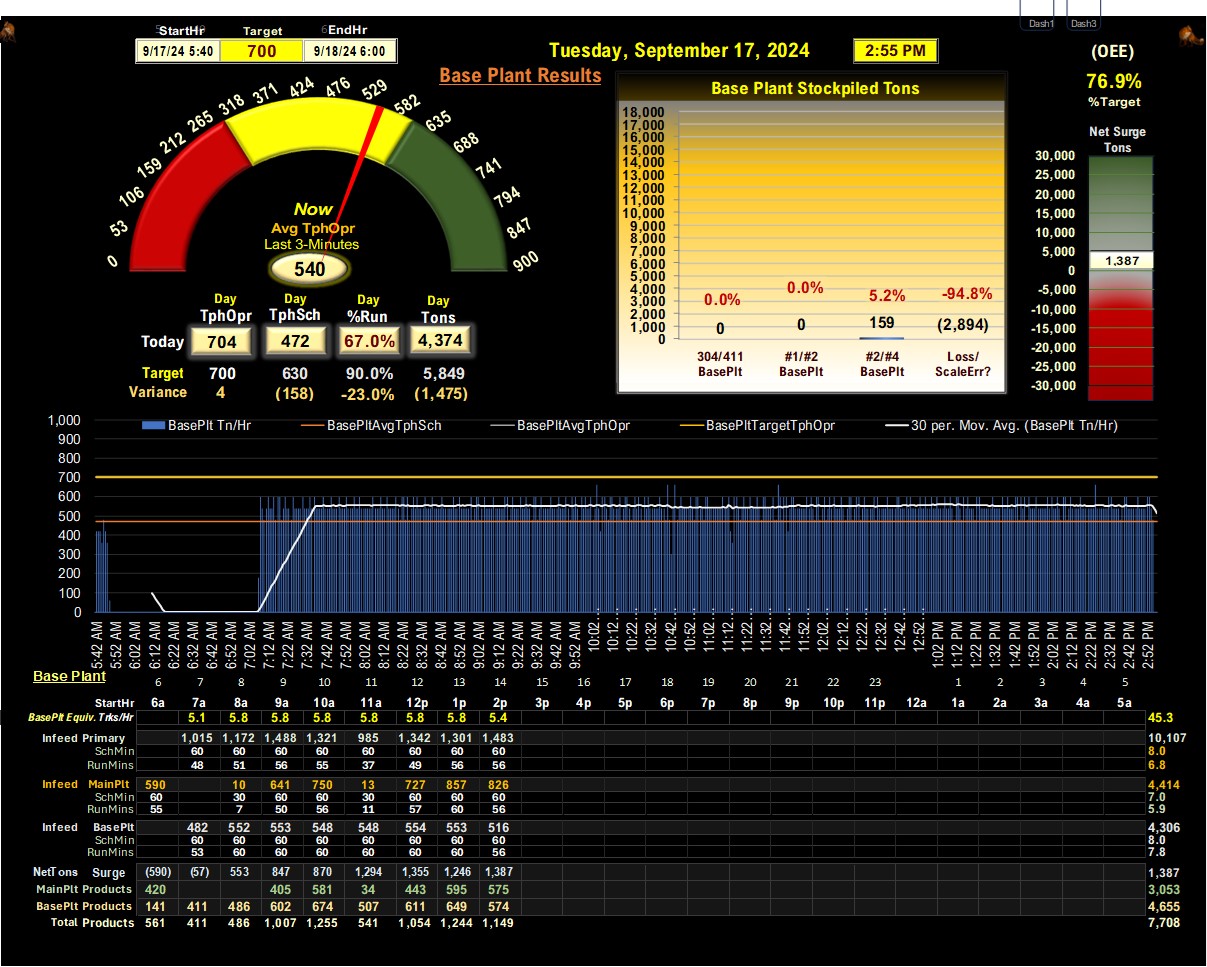 Dash1 Dash3
StartHr Target EndHr
9/17/24 5:40 700 9/18/24 6:00
Tuesday, September 17, 2024 2:55 PM
(OEE)
76.9%
%Target
Base Plant Results
Base Plant Stockpiled Tons
18,000
17,000
16,000
15,000
14,000
13,000
12,000
11,000
10,000
9,000
8,000
7,000
6,000
5,000
4,000
3,000
2,000
1,000
0
0.0% 0.0% 5.2% -94.8%
0 0 159 (2,894)
304/411 #1/#2 #2/#4 Loss/
BasePlt BasePlt BasePlt ScaleErr?
Net Surge
Tons
30,000
25,000
20,000
15,000
10,000
5,000
1,387
0
-5,000
-10,000
-15,000
-20,000
-25,000
-30,000
0 53 106 159 212 265 318 371 424 476 529 582 635 688 741 794 847 900
Now
Avg TphOpr
Last 3-Minutes
540
Day Day Day Day
TphOpr TphSch %Run Tons
Today 704 472 67.0% 4,374
Target 700 630 90.0% 5,849
Variance 4 (158) -23.0% (1,475)
BasePlt Tn/Hr BasePltAvgTphSch BasePltAvgTphOpr BasePltTargetTphOpr 30 per. Mov. Avg. (BasePlt Tn/Hr)
1,000
900
800
700
600
500
400
300
200
100
0
5:42 AM 5:52 AM 6:02 AM 6:12 AM 6:22 AM 6:32 AM 6:42 AM 6:52 AM 7:02 AM 7:12 AM 7:22 AM 7:32 AM 7:42 AM 7:52 AM 8:02 AM 8:12 AM 8:22 AM 8:32 AM 8:42 AM 8:52 AM 9:02 AM 9:12 AM 9:22 AM 9:32 AM 9:42 AM 9:52 AM 10:02... 10:12... 10:22... 10:32... 10:42... 10:52... 11:02... 11:12... 11:22... 11:32... 11:42... 11:52... 12:02... 12:12... 12:22... 12:32... 12:42... 12:52... 1:02 PM 1:12 PM 1:22 PM 1:32 PM 1:42 PM 1:52 PM 2:02 PM 2:12 PM 2:22 PM 2:32 PM 2:42 PM 2:52 PM
Base Plant
6 7 8 9 10 11 12 13 14 15 16 17 18 19 20 21 22 23 1 2 3 4 5
StartHr 6a 7a 8a 9a 10a 11a 12p 1p 2p 3p 4p 5p 6p 7p 8p 9p 10p 11p 12a 1a 2a 3a 4a 5a
BasePlt Equiv. Trks/Hr 5.1 5.8 5.8 5.8 5.8 5.8 5.8 5.4 45.3
Infeed Primary 1,015 1,172 1,488 1,321 985 1,342 1,301 1,483 10,107
SchMin 60 60 60 60 60 60 60 60 8.0
RunMins 48 51 56 55 37 49 56 56 6.8
Infeed MainPlt 590 10 641 750 13 727 857 826 4,414
SchMin 60 30 60 60 30 60 60 60 7.0
RunMins 55 7 50 56 11 57 60 56 5.9
Infeed BasePlt 482 552 553 548 548 554 553 516 4,306
SchMin 60 60 60 60 60 60 60 60 8.0
RunMins 53 60 60 60 60 60 60 56 7.8
NetTons Surge (590) (57) 553 847 870 1,294 1,355 1,246 1,387 1,387
MainPlt Products 420 405 581 34 443 595 575 3,053
BasePlt Products 141 411 486 602 674 507 611 649 574 4,655
Total Products 561 411 486 1,007 1,255 541 1,054 1,244 1,149 7,708